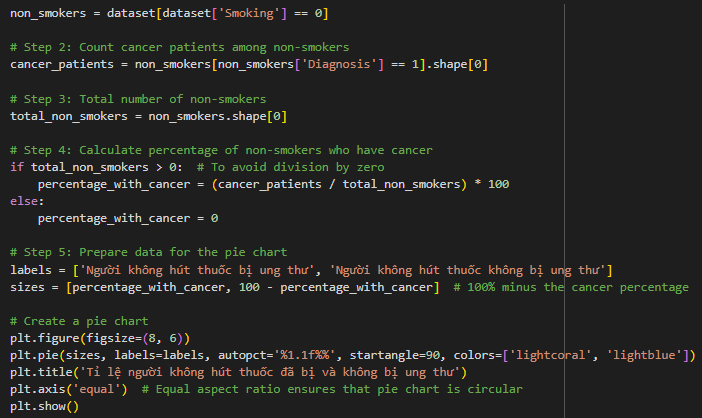 non_smokers = dataset[dataset['Smoking'] == 0]
# Step 2: Count cancer patients among non-smokers
cancer_patients = non_smokers[non_smokers['Diagnosis'] == 1].shape[0]
# Step 3: Total number of non-smokers
total_non_smokers = non_smokers.shape[0]
# Step 4: Calculate percentage of non-smokers who have cancer
if total_non_smokers > 0:  # To avoid division by zero
    percentage_with_cancer = (cancer_patients / total_non_smokers) * 100
else:
    percentage_with_cancer = 0
# Step 5: Prepare data for the pie chart
labels = ['Người không hút thuốc bị ung thư', 'Người không hút thuốc không bị ung thư']
sizes = [percentage_with_cancer, 100 - percentage_with_cancer]  # 100% minus the cancer percentage
# Create a pie chart
plt.figure(figsize=(8, 6))
plt.pie(sizes, labels=labels, autopct='%1.1f%%', startangle=90, colors=['lightcoral', 'lightblue'])
plt.title('Tỉ lệ người không hút thuốc đã bị và không bị ung thư')
plt.axis('equal')  # Equal aspect ratio ensures that pie chart is circular
plt.show()